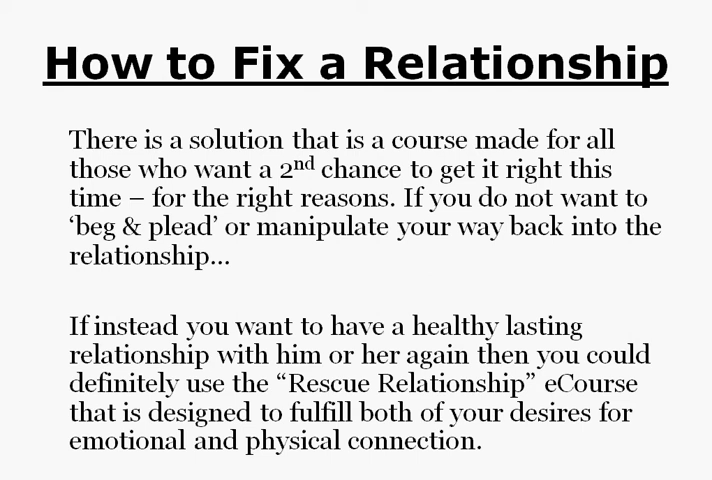 How to Fix a Relationship
There is a solution that is a course made for all
those who want a 2nd chance to get it right this
time – for the right reasons. If you do not want to
‘beg & plead’ or manipulate your way back into the
relationship...
If instead you want to have a healthy lasting
relationship with him or her again then you could
definitely use the “Rescue Relationship” eCourse
that is designed to fulfill both of your desires for
emotional and physical connection.